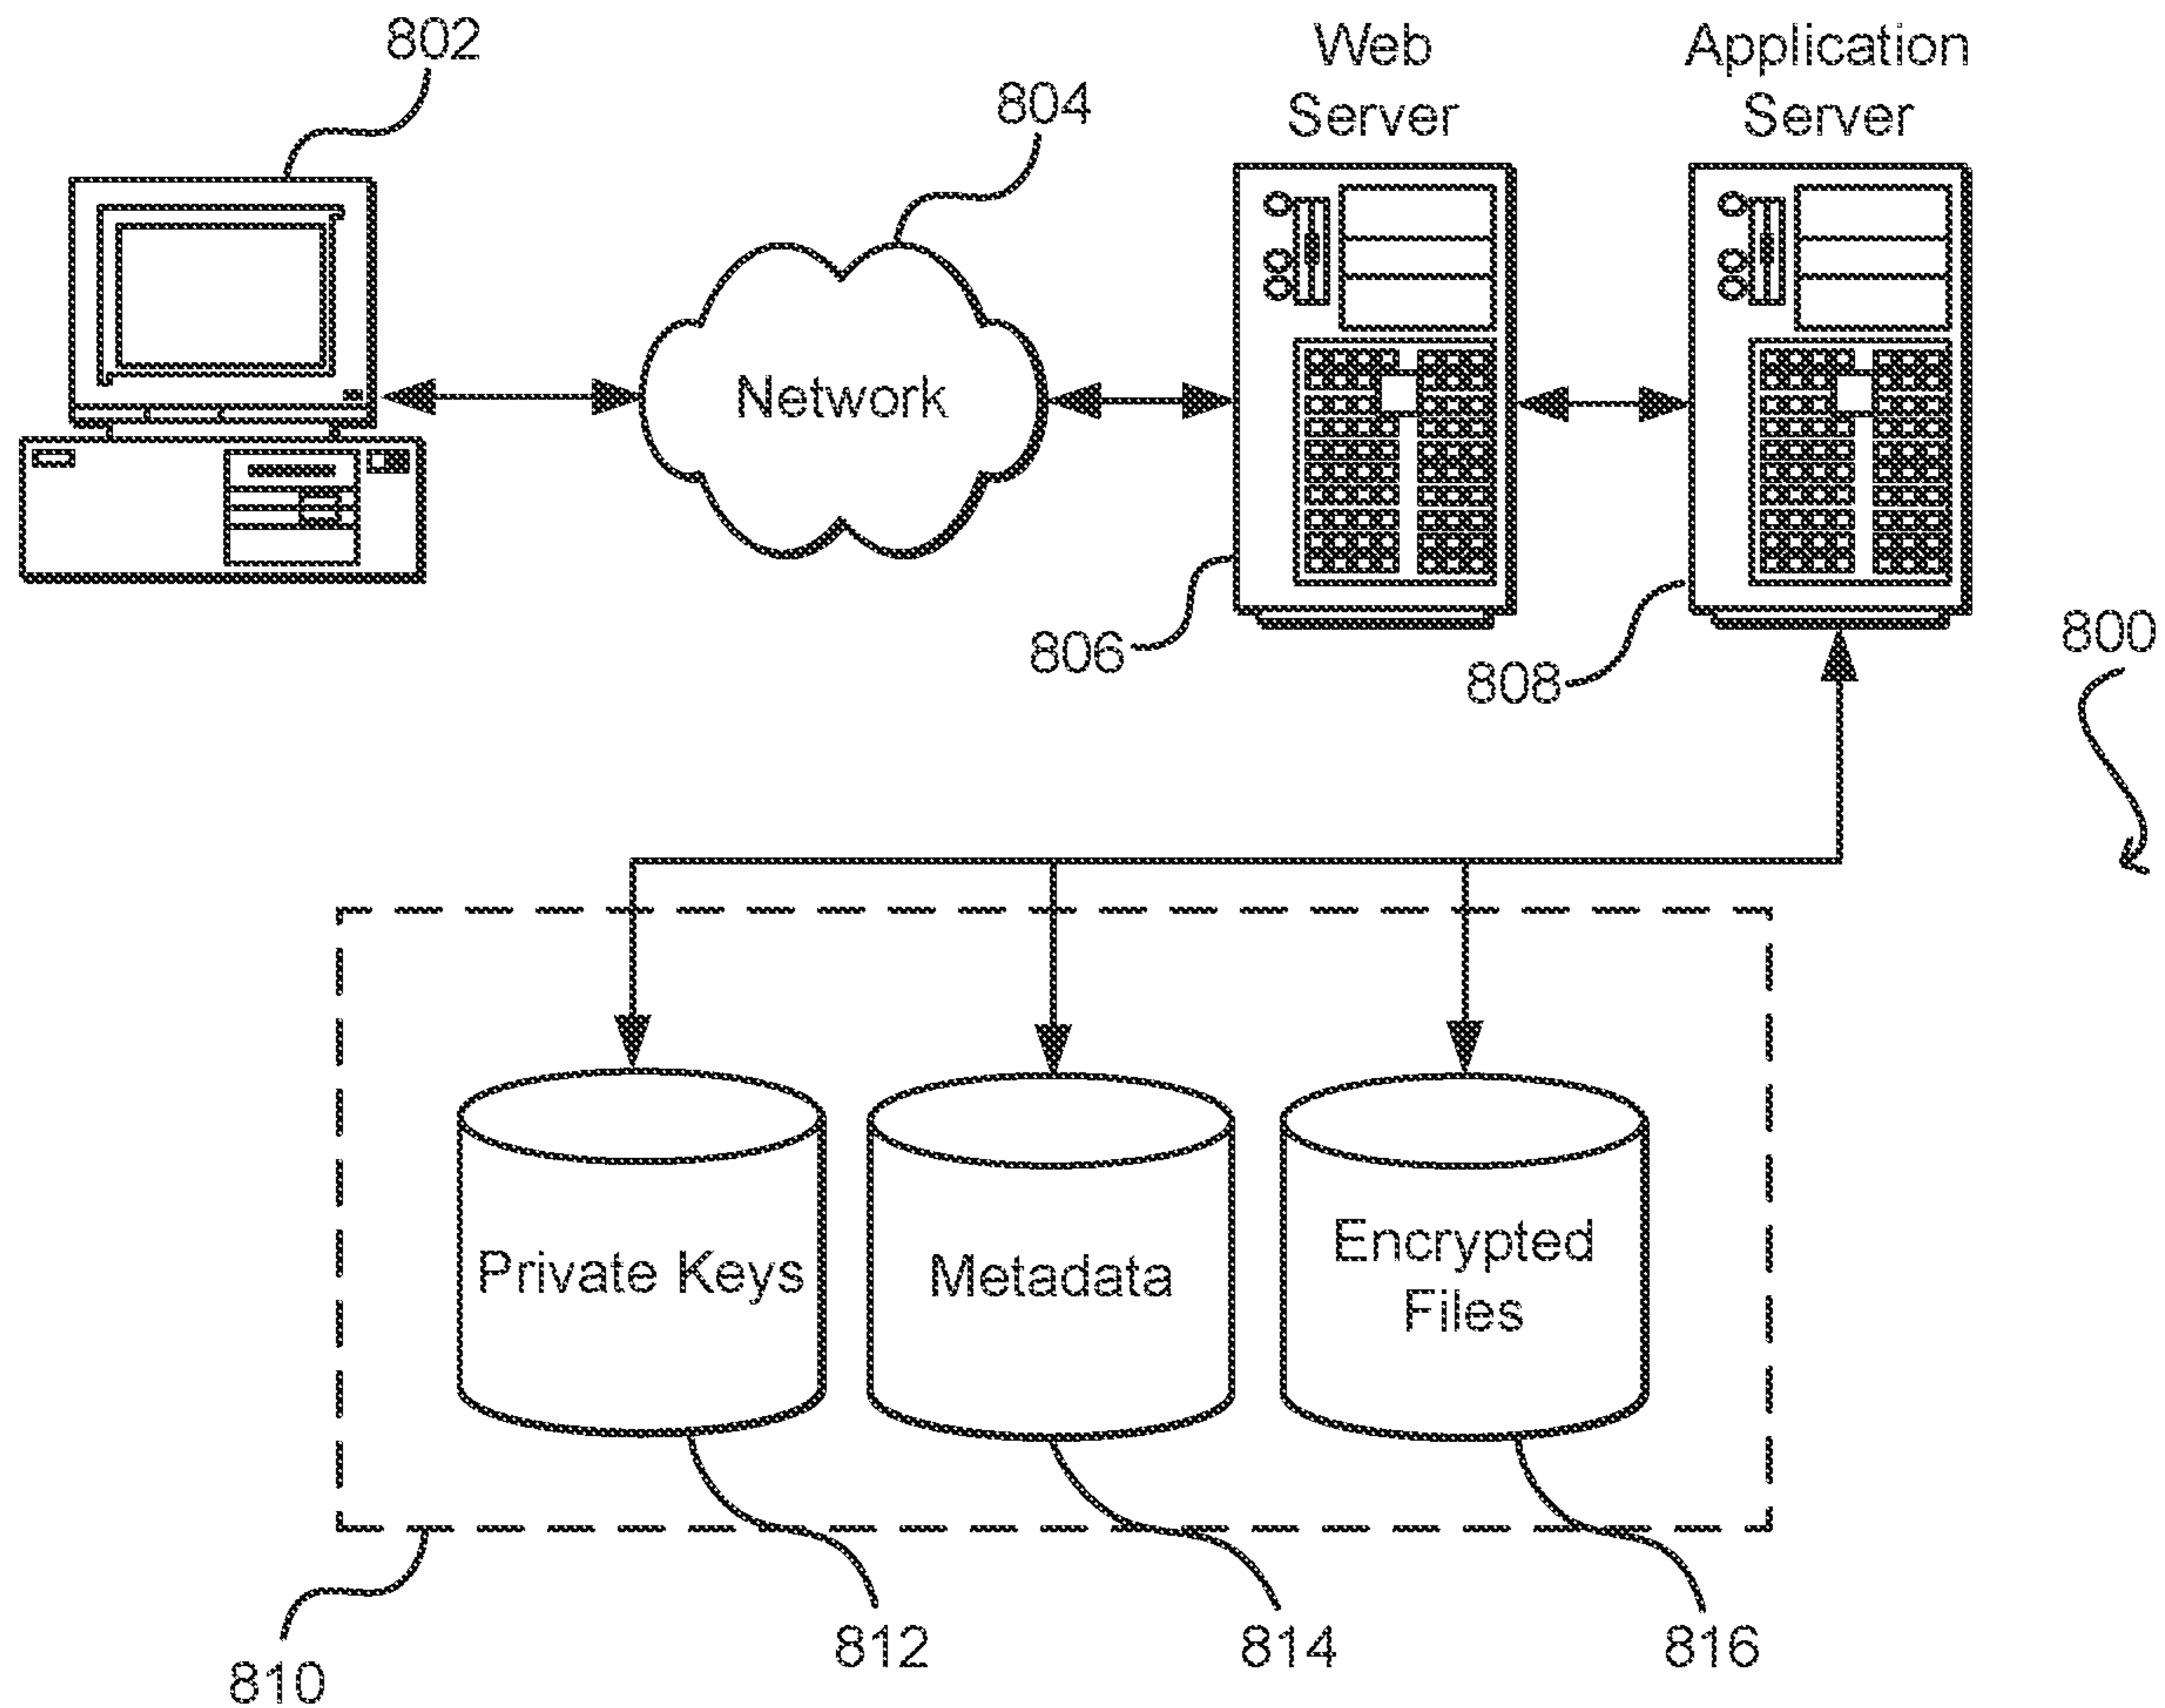 802
804
Web
Server
Application
Server
Network
806
808
800
Private Keys
Metadata
Encrypted
Files
810
812
814
816